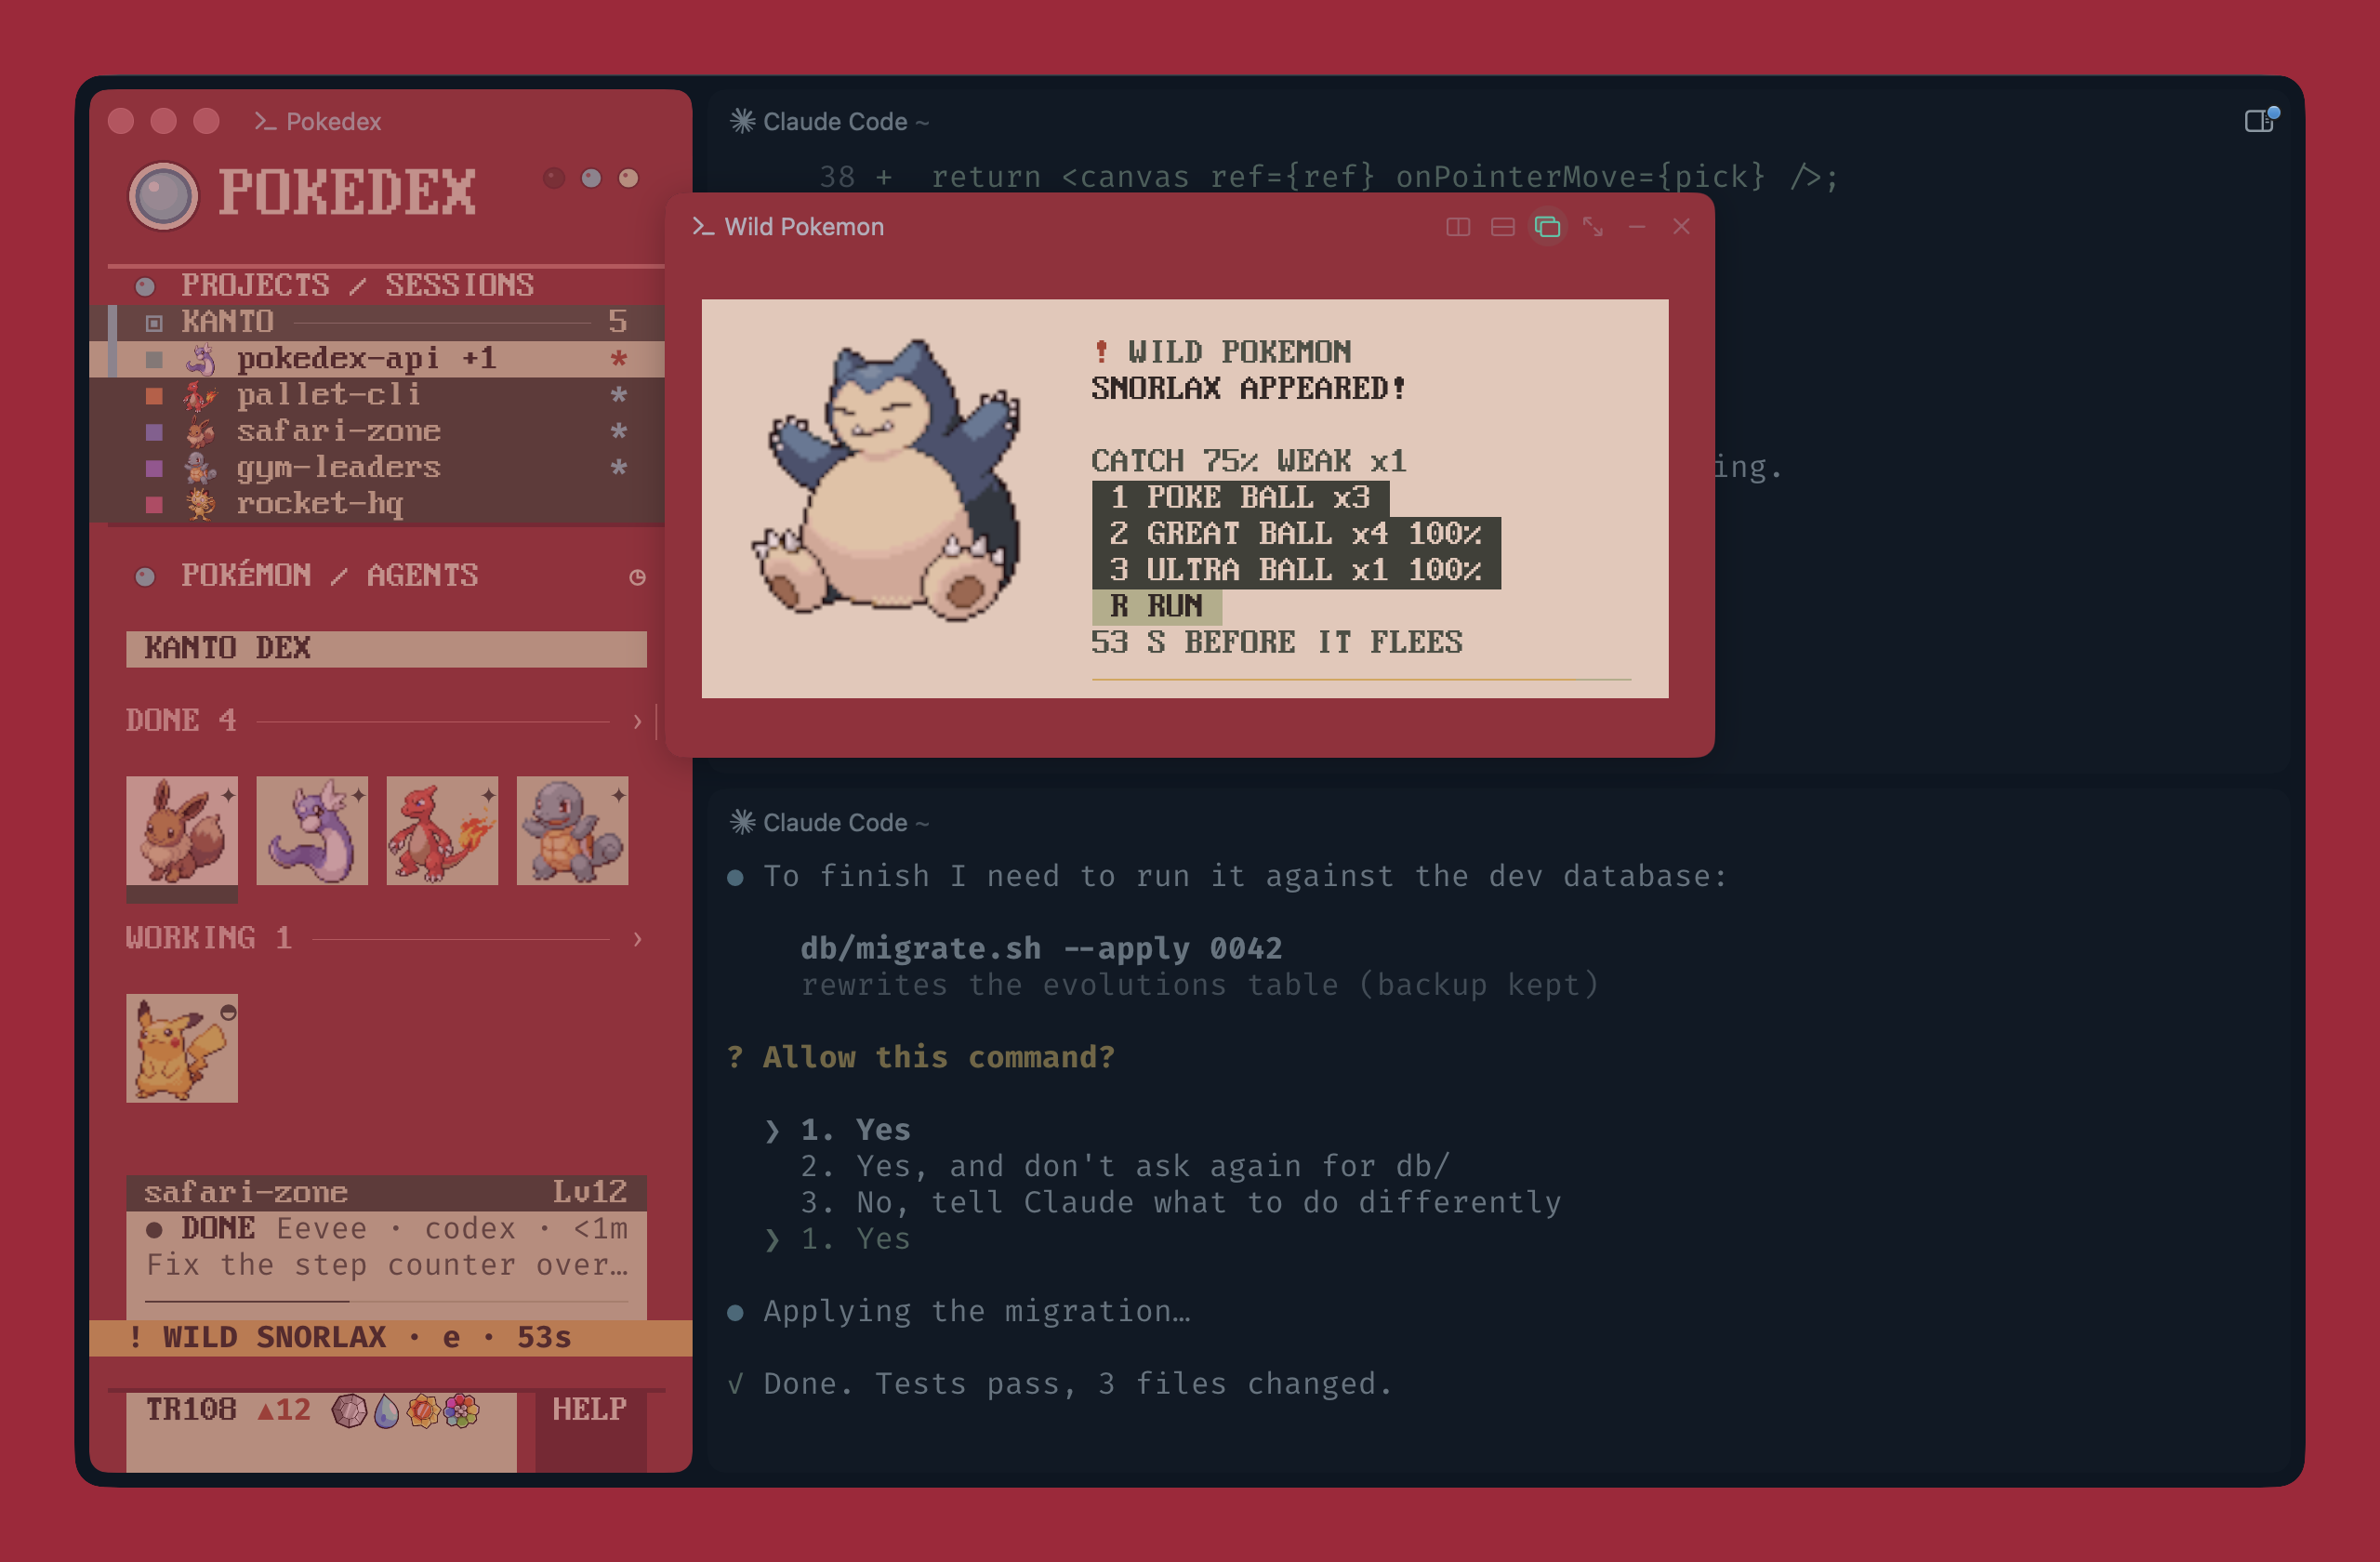 Pokedex
POKEDEX
PROJECTS / SESSIONS
KANTO 5
pokedex-api +1 *
pallet-cli *
safari-zone *
gym-leaders *
rocket-hq
POKÉMON / AGENTS
KANTO DEX
DONE 4 ›
WORKING 1 ›
safari-zone Lv12
● DONE Eevee · codex · <1m
Fix the step counter over…
! WILD SNORLAX · e · 53s
TR108 ▲12 HELP
Claude Code ~
38 + return <canvas ref={ref} onPointerMove={pick} />;
ing.
Wild Pokemon
! WILD POKEMON
SNORLAX APPEARED!
CATCH 75% WEAK x1
1 POKE BALL x3
2 GREAT BALL x4 100%
3 ULTRA BALL x1 100%
R RUN
53 S BEFORE IT FLEES
Claude Code ~
● To finish I need to run it against the dev database:
db/migrate.sh --apply 0042
rewrites the evolutions table (backup kept)
? Allow this command?
❯ 1. Yes
2. Yes, and don't ask again for db/
3. No, tell Claude what to do differently
❯ 1. Yes
● Applying the migration…
√ Done. Tests pass, 3 files changed.